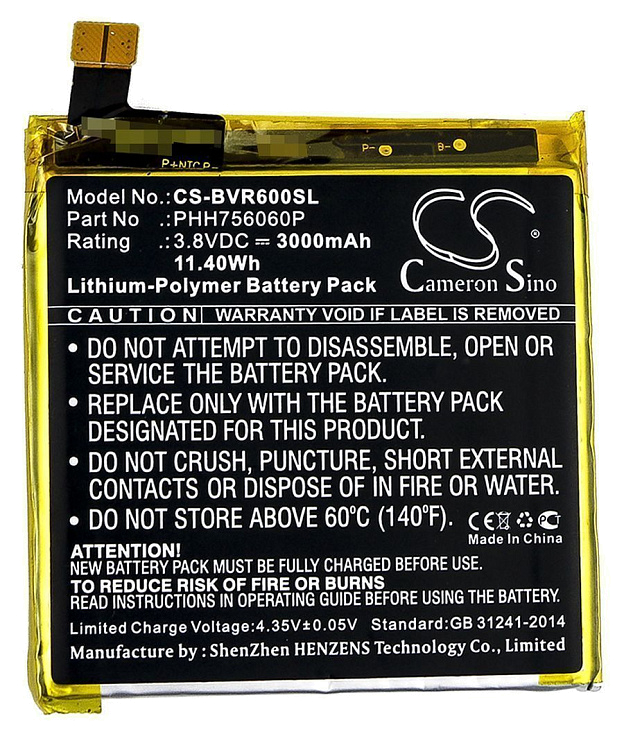 P+NTC P-
P-
B-
Model No.: CS-BVR600SL
Part No .: PHH756060P
Rating .: 3.8VDC ⎓ 3000mAh
11.40Wh
Lithium-Polymer Battery Pack
CS
Cameron Sino
CAUTION WARRANTY VOID IF LABEL IS REMOVED
• DO NOT ATTEMPT TO DISASSEMBLE, OPEN OR
SERVICE THE BATTERY PACK.
• REPLACE ONLY WITH THE BATTERY PACK
DESIGNATED FOR THIS PRODUCT.
• DO NOT CRUSH, PUNCTURE, SHORT EXTERNAL
CONTACTS OR DISPOSE OF IN FIRE OR WATER.
• DO NOT STORE ABOVE 60℃ (140℉).
CE
PCT
Made In China
ATTENTION!
NEW BATTERY PACK MUST BE FULLY CHARGED BEFORE USE.
TO REDUCE RISK OF FIRE OR BURNS
READ INSTRUCTIONS IN OPERATING GUIDE BEFORE USING BATTERY.
Limited Charge Voltage:4.35V±0.05V Standard:GB 31241-2014
Manufactured by : ShenZhen HENZENS Technology Co., Limited